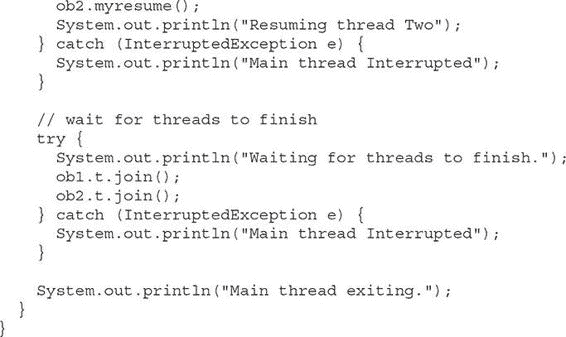 ob2.myresume();
      System.out.println("Resuming thread Two");
    } catch (InterruptedException e) {
      System.out.println("Main thread Interrupted");
    }

    // wait for threads to finish
    try {
      System.out.println("Waiting for threads to finish.");
      ob1.t.join();
      ob2.t.join();
    } catch (InterruptedException e) {
      System.out.println("Main thread Interrupted");
    }

    System.out.println("Main thread exiting.");
  }
}